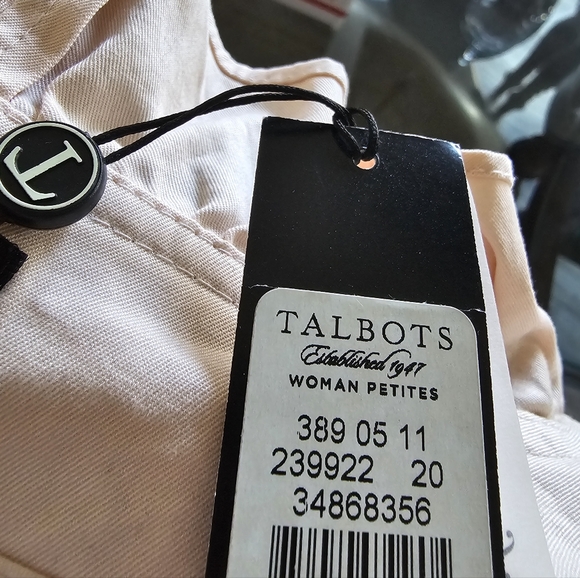 T
TALBOTS
Established 1947
WOMAN PETITES
389 05 11
239922 20
34868356